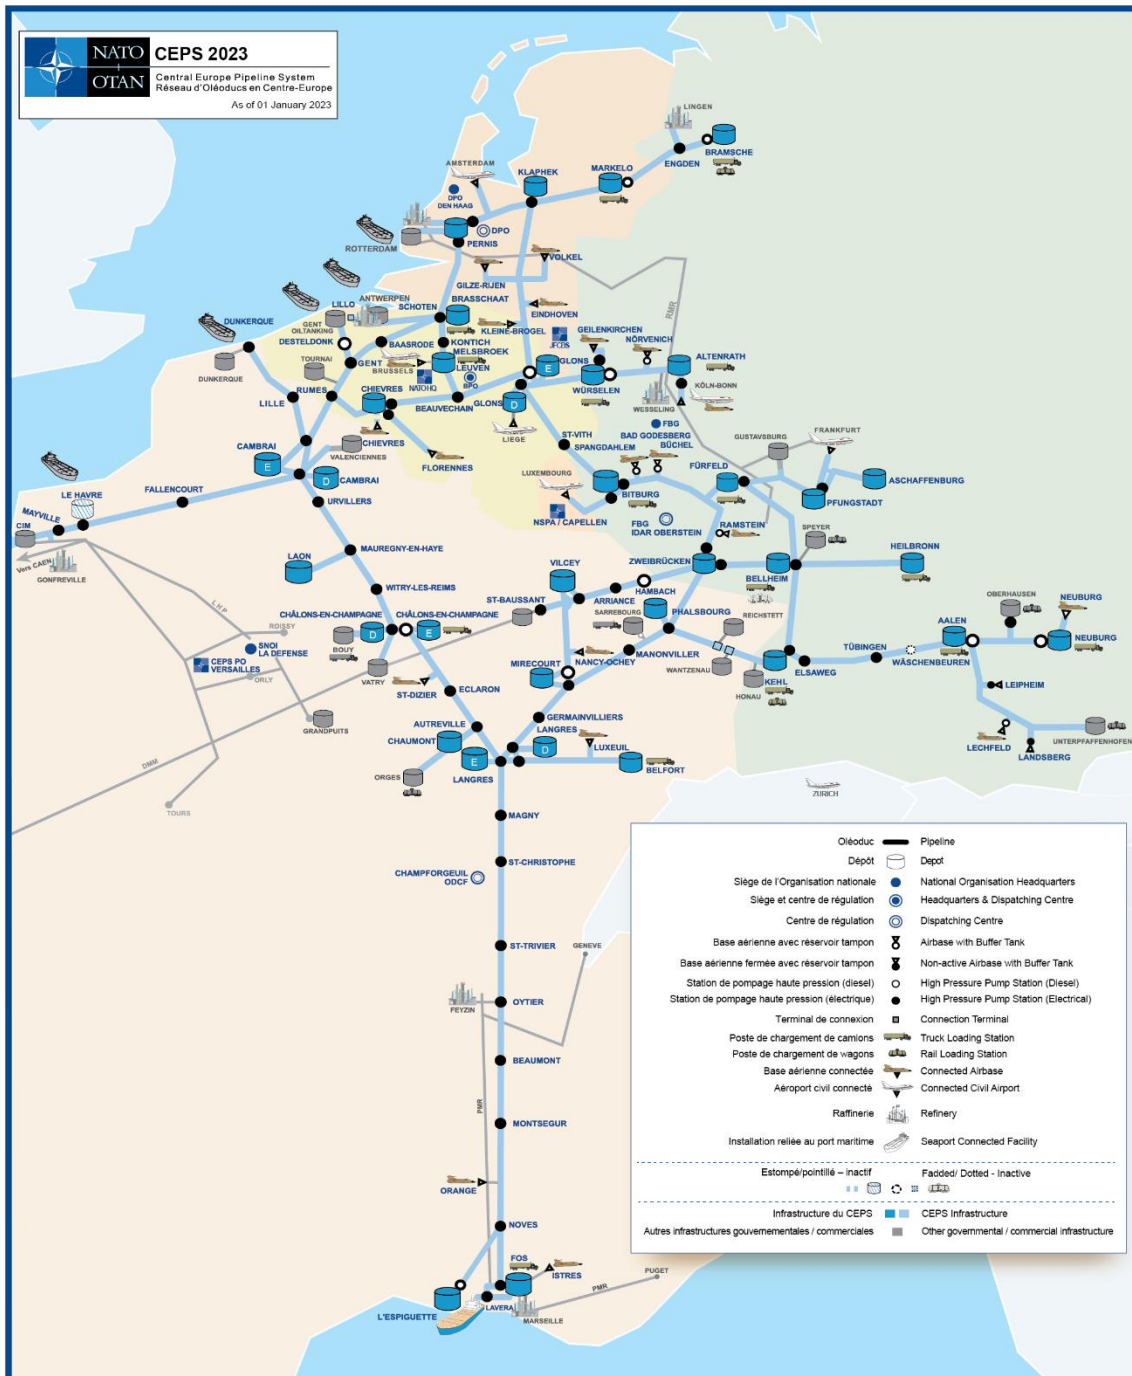 NATO
OTAN
CEPS 2023
Central Europe Pipeline System
Réseau d'Oléoducs en Centre-Europe
As of 01 January 2023
LINGEN
BRAMSCHE
ENGDEN
AMSTERDAM
KLAPHEK
MARKELO
DPO
DEN HAAG
DPO
ROTTERDAM
PERNIS
VOLKEL
GILZE-RIJEN
RMR
LILLO
ANTWERPEN
SCHOTEN
BRASSCHAAT
EINDHOVEN
DUNKERQUE
GENT
OILTANKING
KLEINE-BROGEL
GEILENKIRCHEN
DESTELDONK
BAASRODE
KONTICH
JFCBS
NÖRVENICH
TOURNAI
GENT
MELSBROEK
GLONS
ALTENRATH
DUNKERQUE
BRUSSELS
LEUVEN
E
KÖLN-BONN
NATOHQ
BPO
RUMES
CHIEVRES
GLONS
D
WÜRSELEN
WESSELING
LILLE
BEAUVECHAIN
LIEGE
FBG
BAD GODESBERG
ST-VITH
GUSTAVSBURG
FRANKFURT
CAMBRAI
CHIEVRES
SPANGDAHLEM
BÜCHEL
E
VALENCIENNES
FLORENNES
LUXEMBOURG
FÜRFELD
D
CAMBRAI
ASCHAFFENBURG
LE HAVRE
FALLENCOURT
BITBURG
PFUNGSTADT
MAYVILLE
URVILLERS
NSPA / CAPELLEN
FBG
IDAR OBERSTEIN
RAMSTEIN
CIM
SPEYER
Vers CAEN
MAUREGNY-EN-HAYE
HEILBRONN
LAON
VILCEY
ZWEIBRÜCKEN
GONFREVILLE
BELLHEIM
WITRY-LES-REIMS
HAMBACH
LHP
ST-BAUSSANT
ARRIANCE
OBERHAUSEN
NEUBURG
CHÂLONS-EN-CHAMPAGNE
CHÂLONS-EN-CHAMPAGNE
SARREBOURG
PHALSBOURG
REICHSTETT
ROISSY
D
E
AALEN
SNOI
LA DEFENSE
BOUY
MANONVILLER
TÜBINGEN
NEUBURG
CEPS PO
VERSAILLES
MIRECOURT
NANCY-OCHEY
WANTZENAU
ELSAWEG
WÄSCHENBEUREN
VATRY
KEHL
ORLY
HONAU
LEIPHEIM
ST-DIZIER
ECLARON
GRANDPUITS
AUTREVILLE
GERMAINVILLIERS
CHAUMONT
LANGRES
D
LUXEUIL
UNTERPFAFFENHOFEN
E
LECHFELD
LANDSBERG
DMM
LANGRES
BELFORT
ORGES
ZURICH
TOURS
MAGNY
ST-CHRISTOPHE
CHAMPFORGEUIL
ODCF
ST-TRIVIER
GENEVE
FEYZIN
OYTIER
BEAUMONT
PMR
MONTSEGUR
ORANGE
NOVES
FOS
ISTRES
PUGET
PMR
L'ESPIGUETTE
LAVERA
MARSEILLE
Oléoduc Pipeline
Dépôt Depot
Siège de l'Organisation nationale National Organisation Headquarters
Siège et centre de régulation Headquarters & Dispatching Centre
Centre de régulation Dispatching Centre
Base aérienne avec réservoir tampon Airbase with Buffer Tank
Base aérienne fermée avec réservoir tampon Non-active Airbase with Buffer Tank
Station de pompage haute pression (diesel) High Pressure Pump Station (Diesel)
Station de pompage haute pression (électrique) High Pressure Pump Station (Electrical)
Terminal de connexion Connection Terminal
Poste de chargement de camions Truck Loading Station
Poste de chargement de wagons Rail Loading Station
Base aérienne connectée Connected Airbase
Aéroport civil connecté Connected Civil Airport
Raffinerie Refinery
Installation reliée au port maritime Seaport Connected Facility
Estompé/pointillé – inactif Fadded/ Dotted - Inactive
Infrastructure du CEPS CEPS Infrastructure
Autres infrastructures gouvernementales / commerciales Other governmental / commercial infrastructure